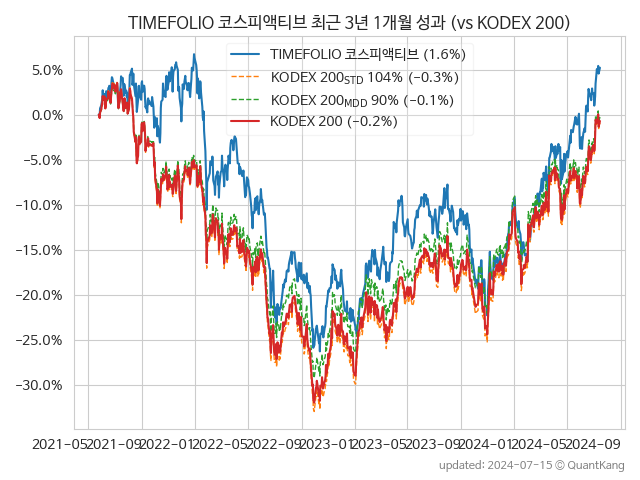 TIMEFOLIO 코스피액티브 최근 3년 1개월 성과 (vs KODEX 200)
TIMEFOLIO 코스피액티브 (1.6%)
KODEX 200STD 104% (−0.3%)
KODEX 200MDD 90% (−0.1%)
KODEX 200 (−0.2%)
5.0%
0.0%
−5.0%
−10.0%
−15.0%
−20.0%
−25.0%
−30.0%
2021-05 2021-09 2022-01 2022-05 2022-09 2023-01 2023-05 2023-09 2024-01 2024-05 2024-09
updated: 2024-07-15 ⓒ QuantKang